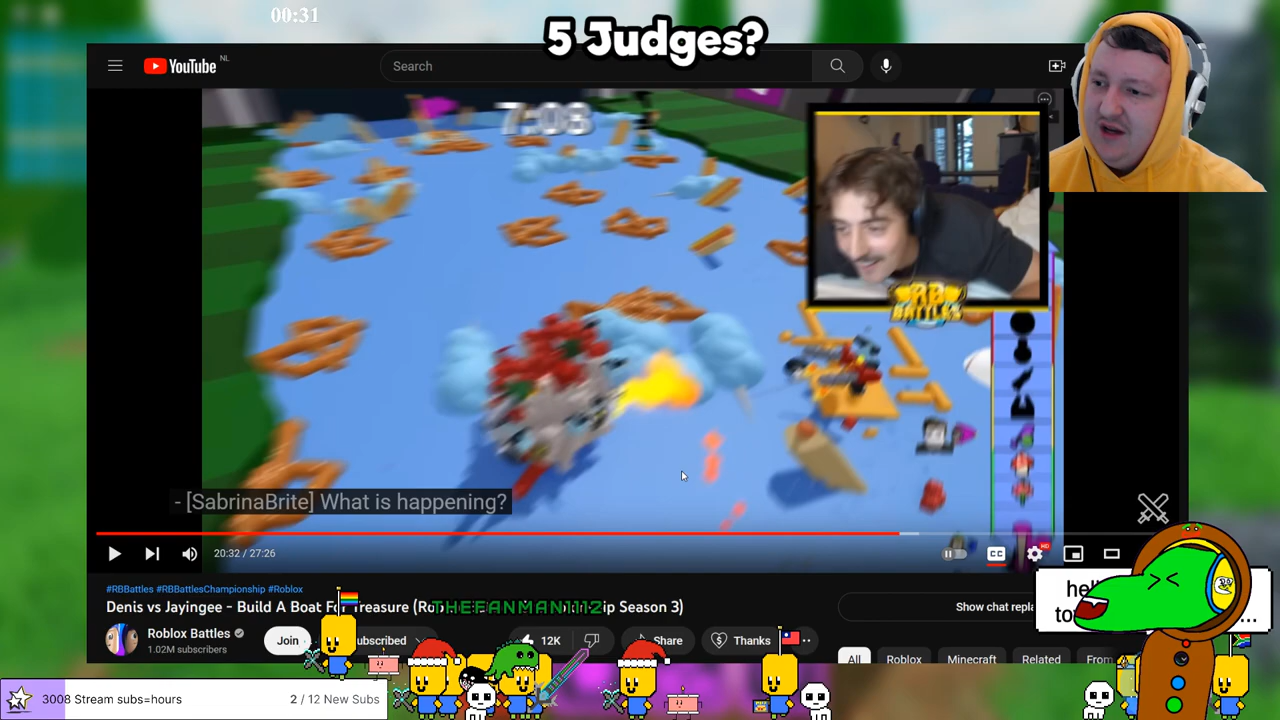 00:31
5 Judges?
YouTube NL
Search
7:08
RB
BATTLES
- [SabrinaBrite] What is happening?
20:32 / 27:26
CC
HD
#RBBattles #RBBattlesChampionship #Roblox
Denis vs Jayingee - Build A Boat For Treasure (Ro
THEFANMAN1112
ip Season 3)
Show chat repla
Roblox Battles
1.02M subscribers
Join
ubscribed
12K
Share
Thanks
All
Roblox
Minecraft
Related
From
3008 Stream subs=hours
2 / 12 New Subs